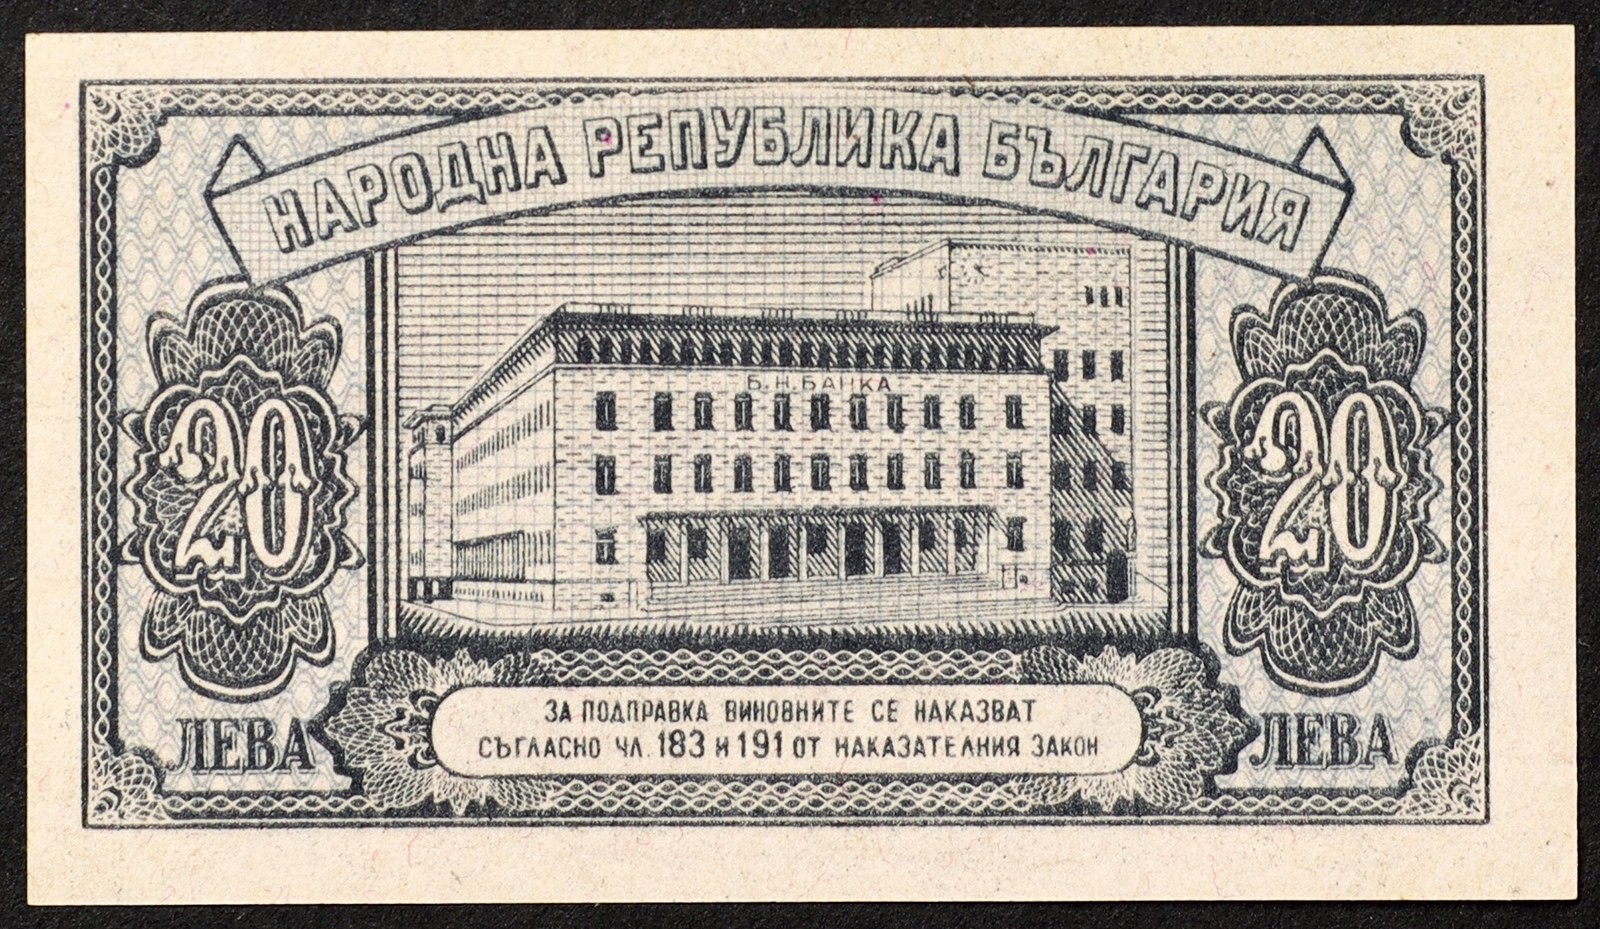 НАРОДНА РЕПУБЛИКА БЪЛГАРИЯ
Б.Н.БАНКА
20
20
ЛЕВА
ЛЕВА
ЗА ПОДПРАВКА ВИНОВНИТЕ СЕ НАКАЗВАТ
СЪГЛАСНО ЧЛ. 183 И 191 ОТ НАКАЗАТЕЛНИЯ ЗАКОН